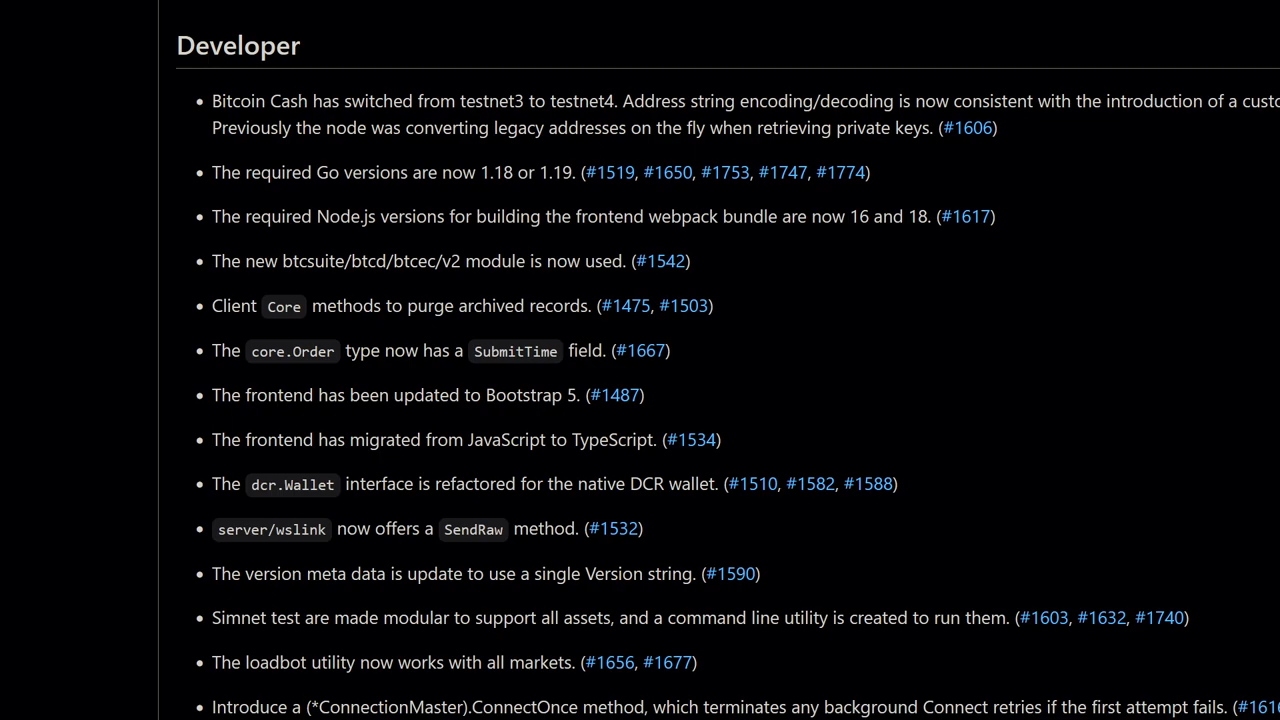 Developer
Bitcoin Cash has switched from testnet3 to testnet4. Address string encoding/decoding is now consistent with the introduction of a
Previously the node was converting legacy addresses on the fly when retrieving private keys. (#1606)
The required Go versions are now 1.18 or 1.19. (#1519, #1650, #1753, #1747, #1774)
The required Node.js versions for building the frontend webpack bundle are now 16 and 18. (#1617)
The new btcsuite/btcd/btcec/v2 module is now used. (#1542)
Client Core methods to purge archived records. (#1475, #1503)
The core.Order type now has a SubmitTime field. (#1667)
The frontend has been updated to Bootstrap 5. (#1487)
The frontend has migrated from JavaScript to TypeScript. (#1534)
The dcr.Wallet interface is refactored for the native DCR wallet. (#1510, #1582, #1588)
server/wslink now offers a SendRaw method. (#1532)
The version meta data is update to use a single Version string. (#1590)
Simnet test are made modular to support all assets, and a command line utility is created to run them. (#1603, #1632, #1740)
The loadbot utility now works with all markets. (#1656, #1677)
Introduce a (*ConnectionMaster).ConnectOnce method, which terminates any background Connect retries if the first attempt fails.